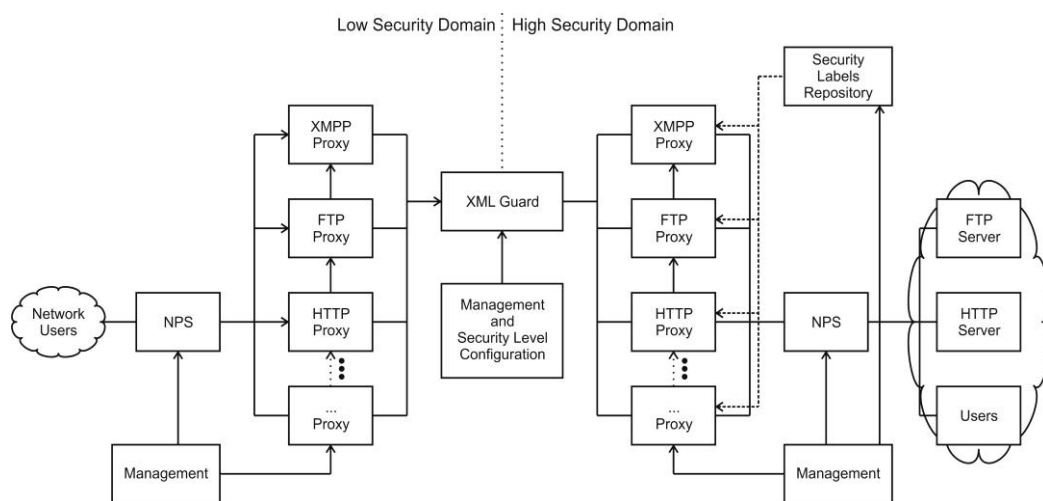 Low Security Domain
High Security Domain
Security
Labels
Repository
XMPP
Proxy
XMPP
Proxy
XML Guard
FTP
Proxy
FTP
Proxy
FTP
Server
Network
Users
NPS
HTTP
Proxy
Management
and
Security Level
Configuration
HTTP
Proxy
NPS
HTTP
Server
...
Proxy
...
Proxy
Users
Management
Management